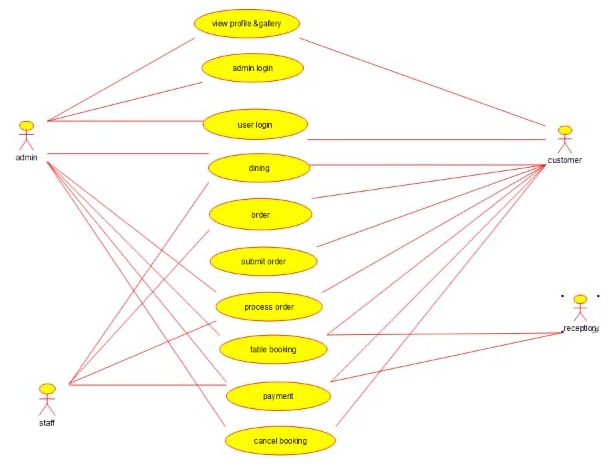 view profile &gallery
admin login
user login
admin
customer
dining
order
submit order
process order
reception
table booking
payment
staff
cancel booking